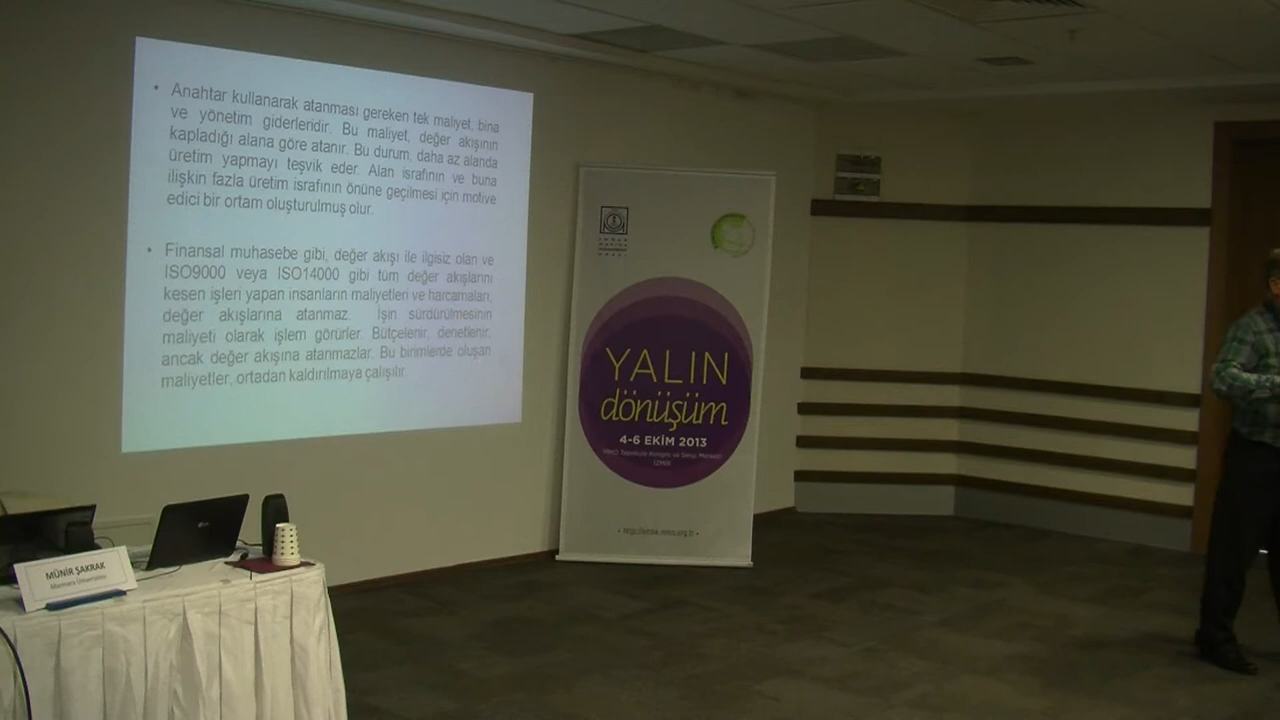 • Anahtar kullanarak atanması gereken tek maliyet, bina
ve yönetim giderleridir. Bu maliyet, değer akışının
kapladığı alana göre atanır. Bu durum, daha az alanda
üretim yapmayı teşvik eder. Alan israfının ve buna
ilişkin fazla üretim israfının önüne geçilmesi için motive
edici bir ortam oluşturulmuş olur.
• Finansal muhasebe gibi, değer akışı ile ilgisiz olan ve
ISO9000 veya ISO14000 gibi tüm değer akışlarını
kesen işleri yapan insanların maliyetleri ve harcamaları,
değer akışlarına atanmaz. İşin sürdürülmesinin
maliyeti olarak işlem görürler. Bütçelenir, denetlenir,
ancak değer akışına atanmazlar. Bu birimlerde oluşan
maliyetler, ortadan kaldırılmaya çalışılır.
YALIN
dönüşüm
4-6 EKİM 2013
İZMİR
MÜNİR ŞAKRAK
Marmara Üniversitesi